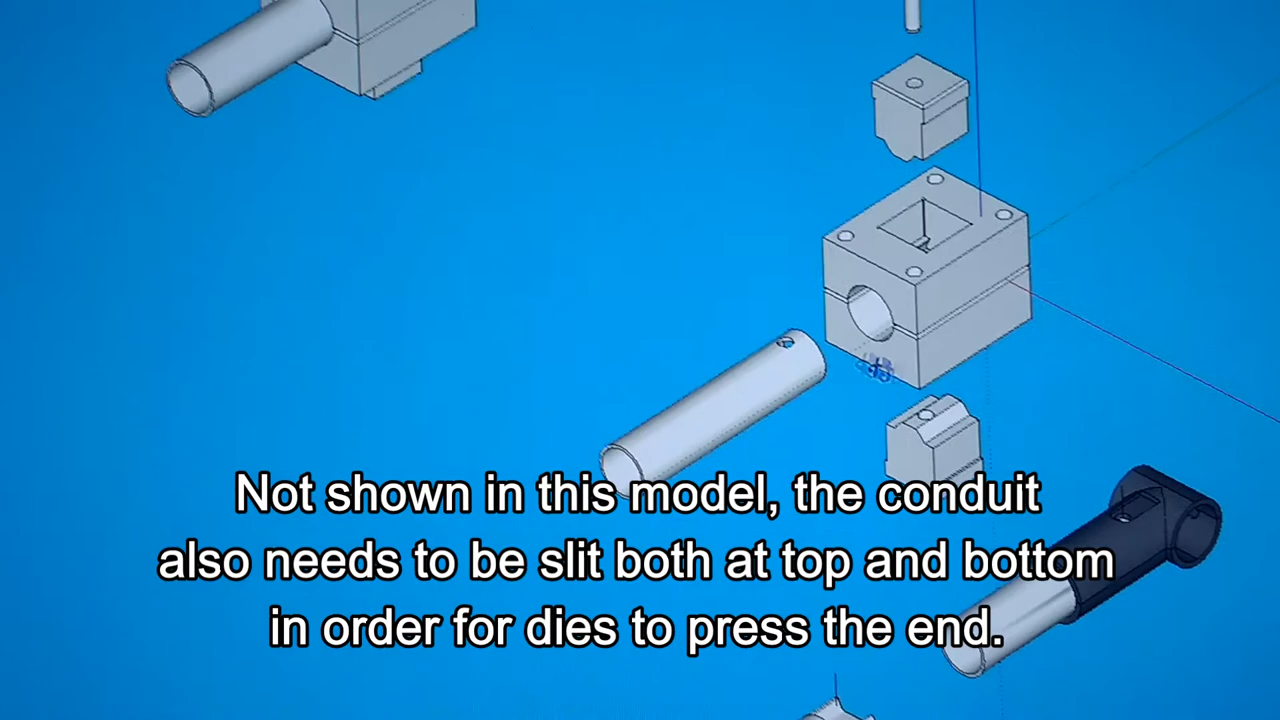 Not shown in this model, the conduit
also needs to be slit both at top and bottom
in order for dies to press the end.